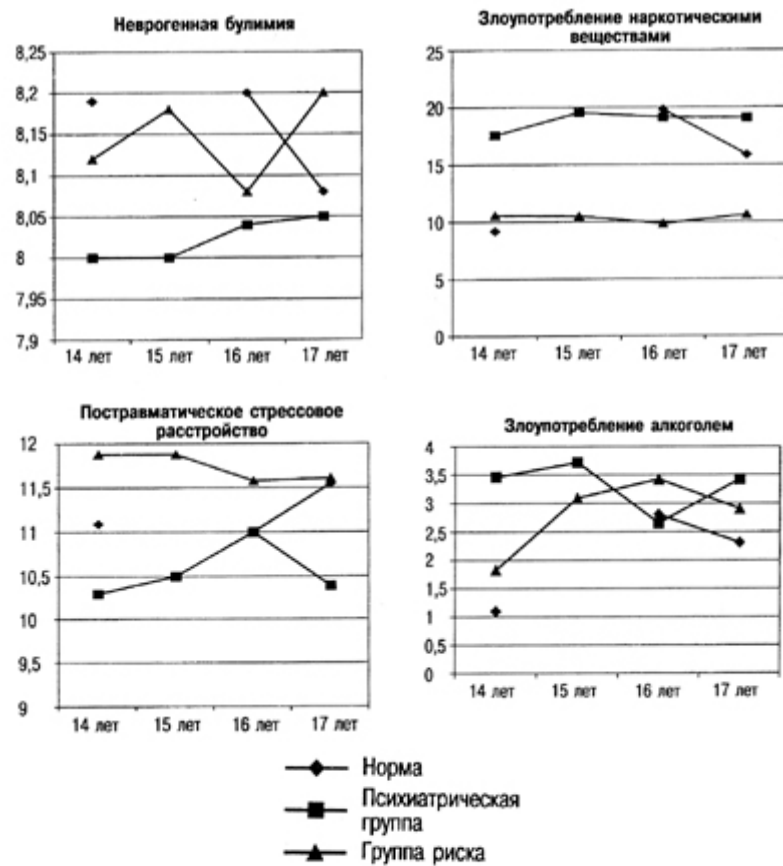 Неврогенная булимия
8,25
8,2
8,15
8,1
8,05
8
7,95
7,9
14 лет 15 лет 16 лет 17 лет
Злоупотребление наркотическими
веществами
25
20
15
10
5
0
14 лет 15 лет 16 лет 17 лет
Постравматическое стрессовое
расстройство
12
11,5
11
10,5
10
9,5
9
14 лет 15 лет 16 лет 17 лет
Злоупотребление алкоголем
4
3,5
3
2,5
2
1,5
1
0,5
0
14 лет 15 лет 16 лет 17 лет
Норма
Психиатрическая
группа
Группа риска